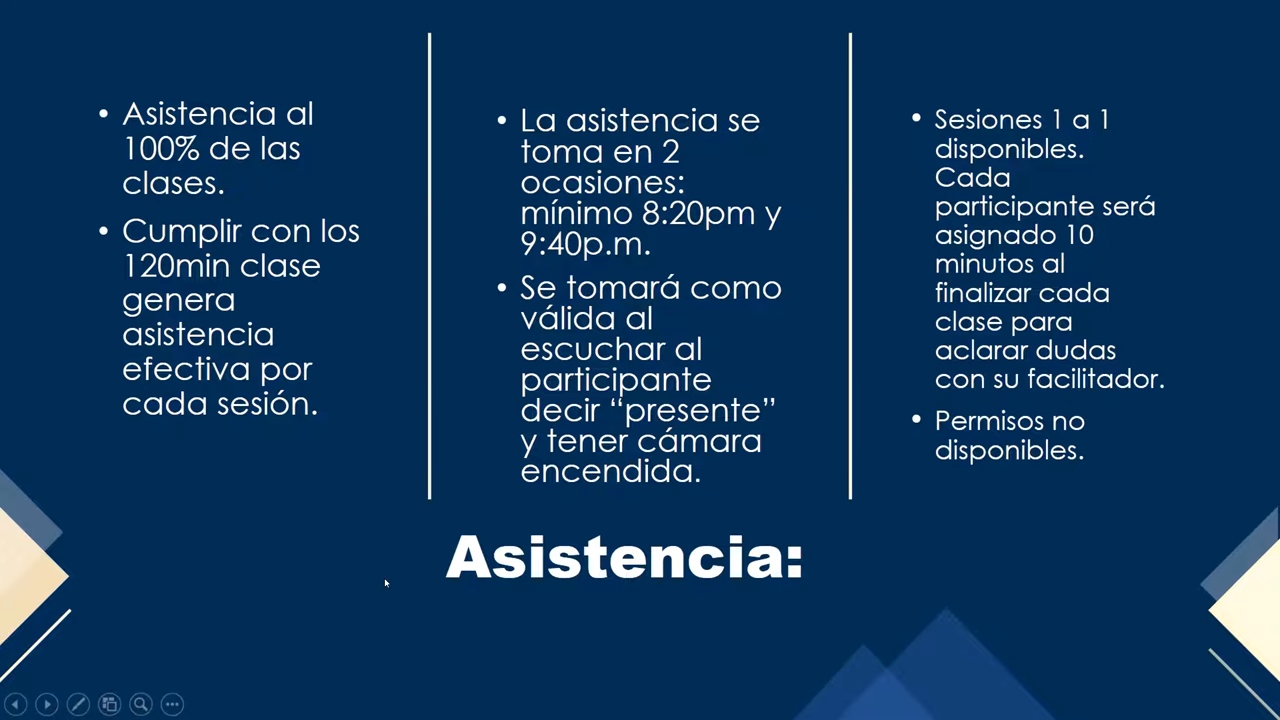 • Asistencia al
100% de las
clases.
• Cumplir con los
120min clase
genera
asistencia
efectiva por
cada sesión.
• La asistencia se
toma en 2
ocasiones:
mínimo 8:20pm y
9:40p.m.
• Se tomará como
válida al
escuchar al
participante
decir “presente”
y tener cámara
encendida.
• Sesiones 1 a 1
disponibles.
Cada
participante será
asignado 10
minutos al
finalizar cada
clase para
aclarar dudas
con su facilitador.
• Permisos no
disponibles.
Asistencia: